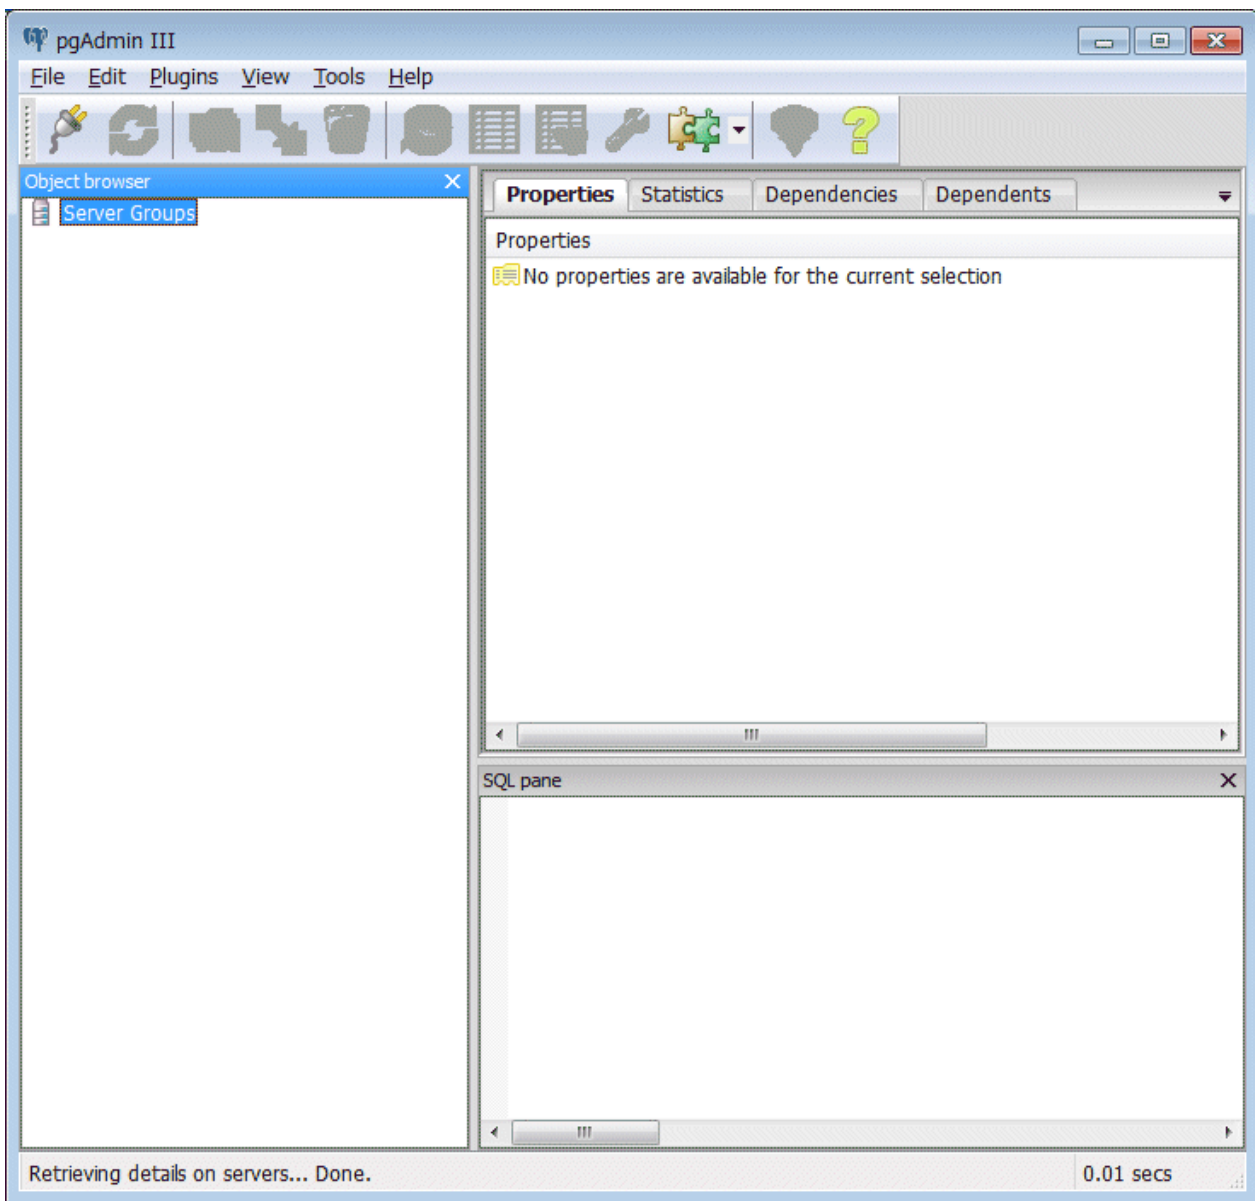 pgAdmin III
File Edit Plugins View Tools Help
Object browser
Server Groups
Properties Statistics Dependencies Dependents
Properties
No properties are available for the current selection
SQL pane
Retrieving details on servers... Done.
0.01 secs